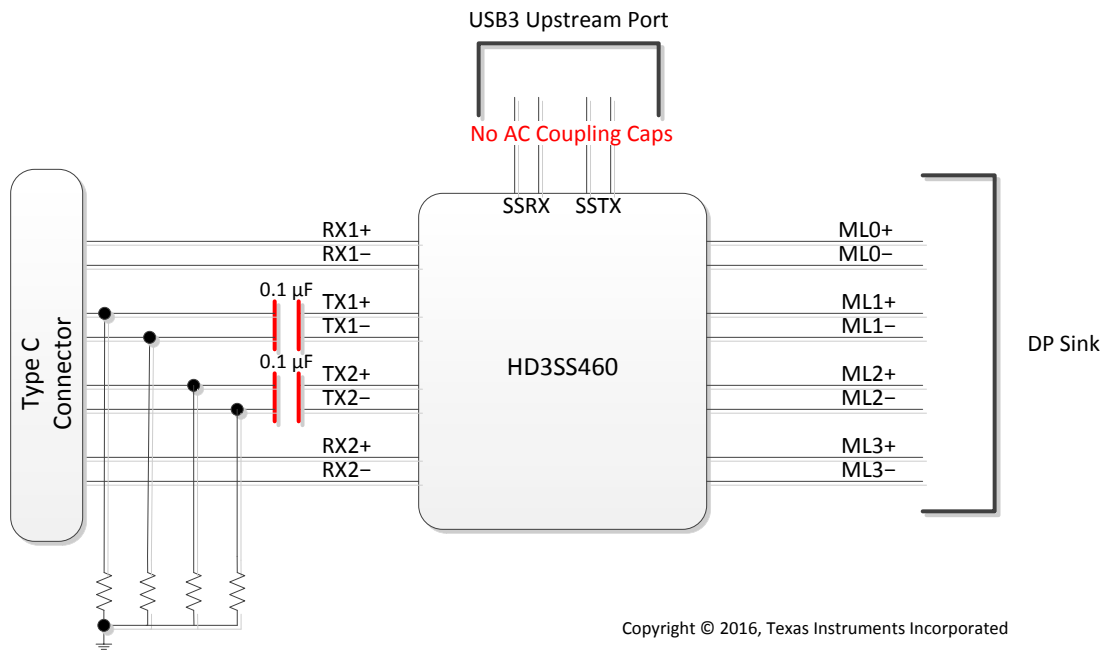 USB3 Upstream Port
No AC Coupling Caps
SSRX SSTX
Type C
Connector
RX1+
RX1−
0.1 µF
TX1+
TX1−
0.1 µF
TX2+
TX2−
RX2+
RX2−
HD3SS460
ML0+
ML0−
ML1+
ML1−
ML2+
ML2−
ML3+
ML3−
DP Sink
Copyright © 2016, Texas Instruments Incorporated